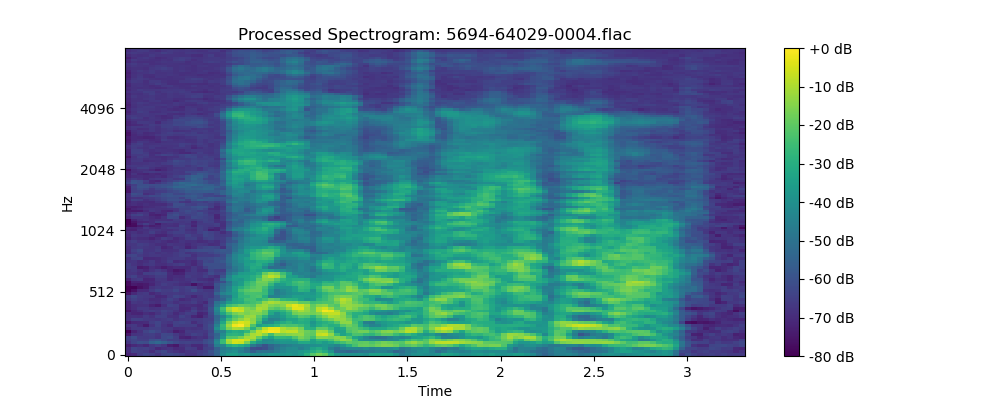 Processed Spectrogram: 5694-64029-0004.flac
Hz
4096
2048
1024
512
0
0 0.5 1 1.5 2 2.5 3
Time
+0 dB
-10 dB
-20 dB
-30 dB
-40 dB
-50 dB
-60 dB
-70 dB
-80 dB